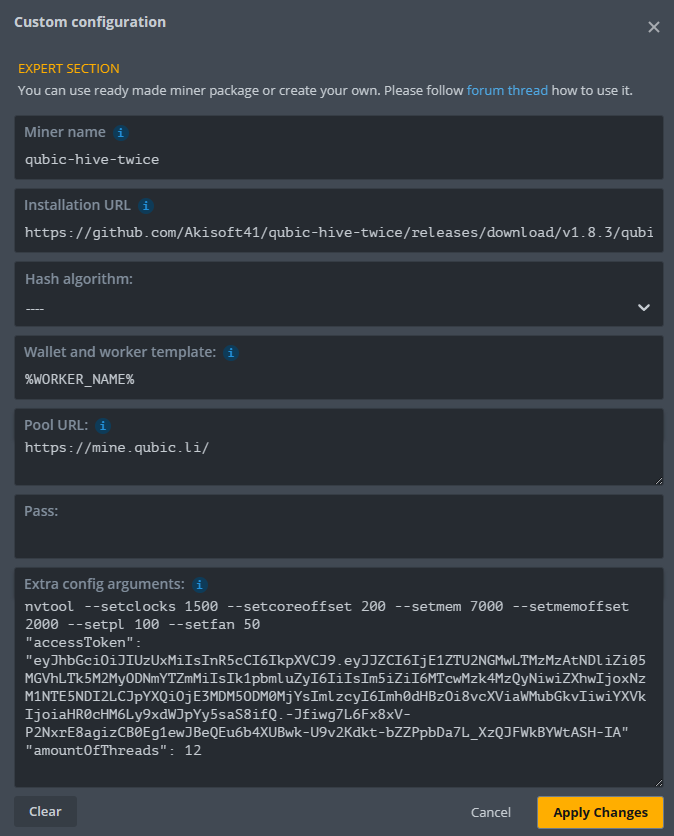 Custom configuration
EXPERT SECTION
You can use ready made miner package or create your own. Please follow forum thread how to use it.
Miner name
qubic-hive-twice
Installation URL
https://github.com/Akisoft41/qubic-hive-twice/releases/download/v1.8.3/qubi
Hash algorithm:
----
Wallet and worker template:
%WORKER_NAME%
Pool URL:
https://mine.qubic.li/
Pass:
Extra config arguments:
nvtool --setclocks 1500 --setcoreoffset 200 --setmem 7000 --setmemoffset
2000 --setpl 100 --setfan 50
"accessToken":
"eyJhbGciOiJIUzUxMiIsInR5cCI6IkpXVCJ9.eyJJZCI6IjE1ZTU2NGMwLTMzMzAtNDliZi05
MGVhLTk5M2MyODNmYTZmMiIsIk1pbmluZyI6IiIsIm5iZiI6MTcwMzk4MzQyNiwiZXhwIjoxNz
M1NTE5NDI2LCJpYXQiOjE3MDM5ODM0MjYsImlzcyI6Imh0dHBzOi8vcXViaWMubGkvIiwiYXVk
IjoiaHR0cHM6Ly9xdWJpYy5saS8ifQ.-Jfiwg7L6Fx8xV-
P2NxrE8agizCB0Eg1ewJBeQEu6b4XUBwk-U9v2Kdkt-bZZPpbDa7L_XzQJFWkBYWtASH-IA"
"amountOfThreads": 12
Clear
Cancel
Apply Changes